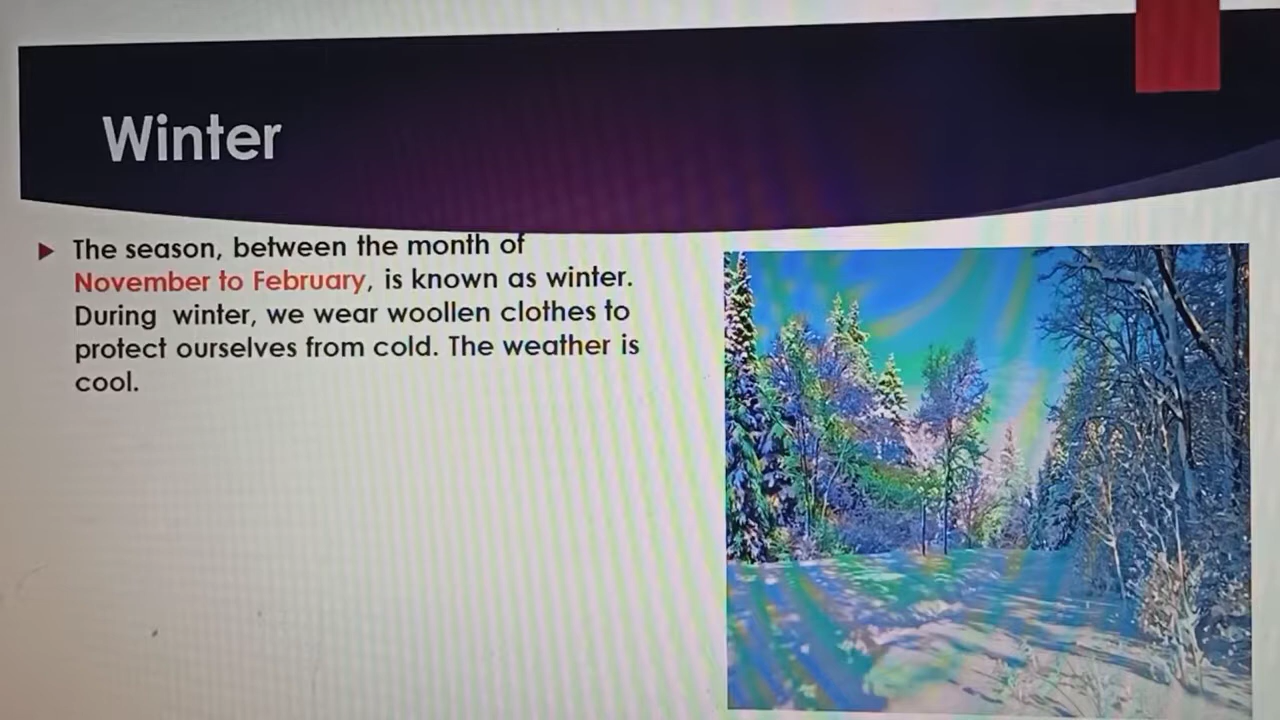 Winter
The season, between the month of
November to February, is known as winter.
During winter, we wear woollen clothes to
protect ourselves from cold. The weather is
cool.